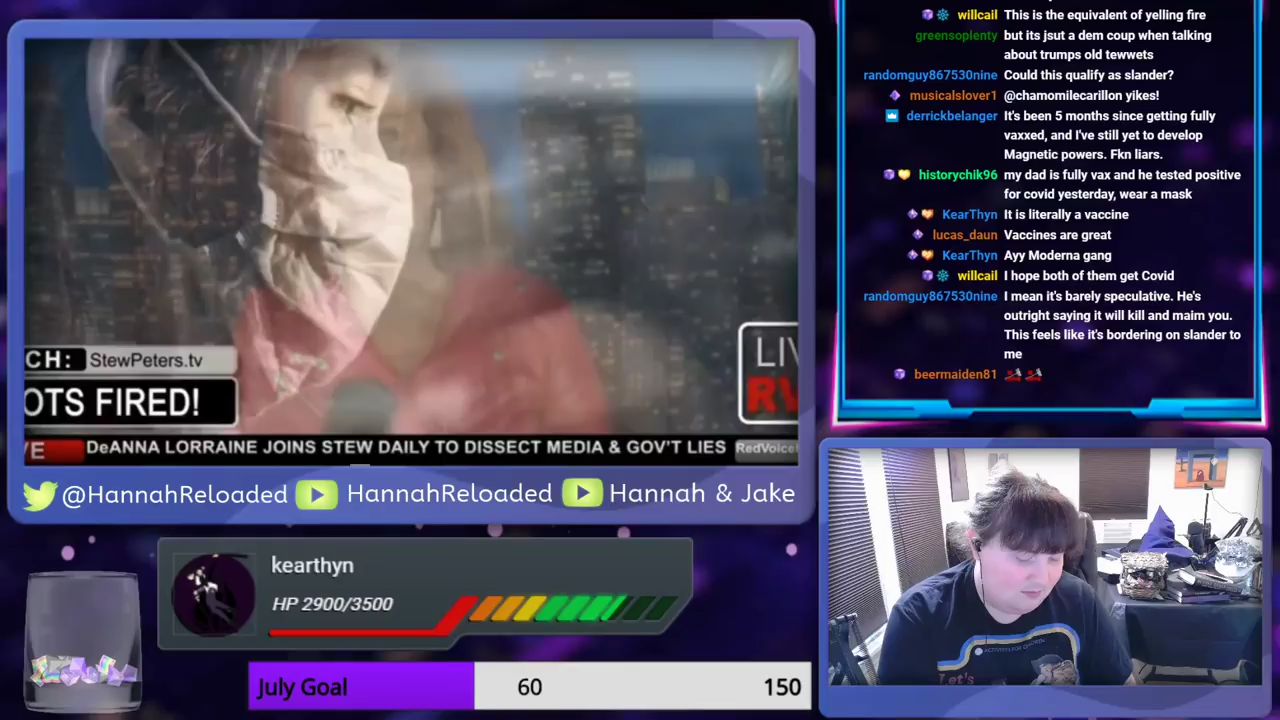 CH: StewPeters.tv
OTS FIRED!
LIV
RV
VE DeANNA LORRAINE JOINS STEW DAILY TO DISSECT MEDIA & GOV'T LIES RedVoice
@HannahReloaded HannahReloaded Hannah & Jake
kearthyn
HP 2900/3500
July Goal 60 150
willcail This is the equivalent of yelling fire
greensoplenty but its jsut a dem coup when talking
about trumps old tewwets
randomguy867530nine Could this qualify as slander?
musicalslover1 @chamomilecarillon yikes!
derrickbelanger It's been 5 months since getting fully
vaxxed, and I've still yet to develop
Magnetic powers. Fkn liars.
historychik96 my dad is fully vax and he tested positive
for covid yesterday, wear a mask
KearThyn It is literally a vaccine
lucas_daun Vaccines are great
KearThyn Ayy Moderna gang
willcail I hope both of them get Covid
randomguy867530nine I mean it's barely speculative. He's
outright saying it will kill and maim you.
This feels like it's bordering on slander to
me
beermaiden81
Let's